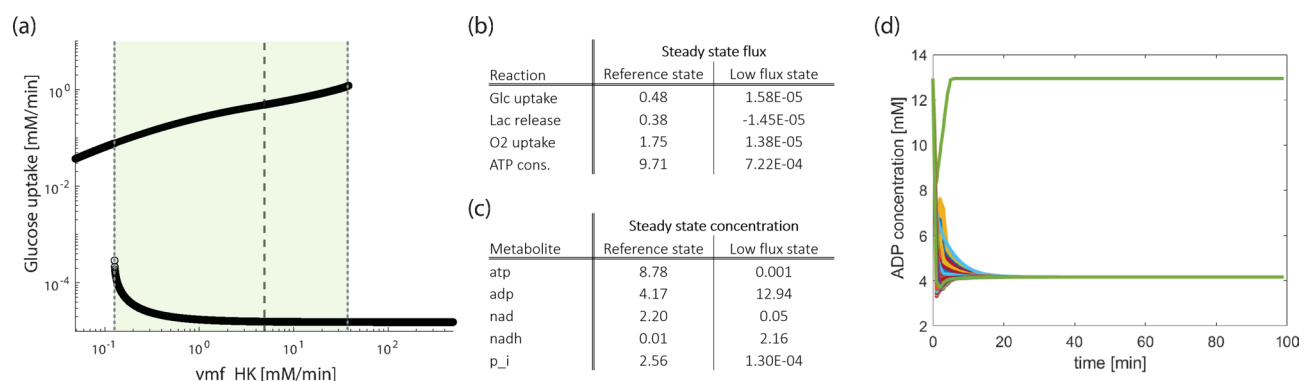 (a)
Glucose uptake [mM/min]
10^0
10^-2
10^-4
10^-1
10^0
10^1
10^2
vmf_HK [mM/min]
(b)
Steady state flux
Reaction Reference state Low flux state
Glc uptake 0.48 1.58E-05
Lac release 0.38 -1.45E-05
O2 uptake 1.75 1.38E-05
ATP cons. 9.71 7.22E-04
(c)
Steady state concentration
Metabolite Reference state Low flux state
atp 8.78 0.001
adp 4.17 12.94
nad 2.20 0.05
nadh 0.01 2.16
p_i 2.56 1.30E-04
(d)
ADP concentration [mM]
14
12
10
8
6
4
2
0 20 40 60 80 100
time [min]